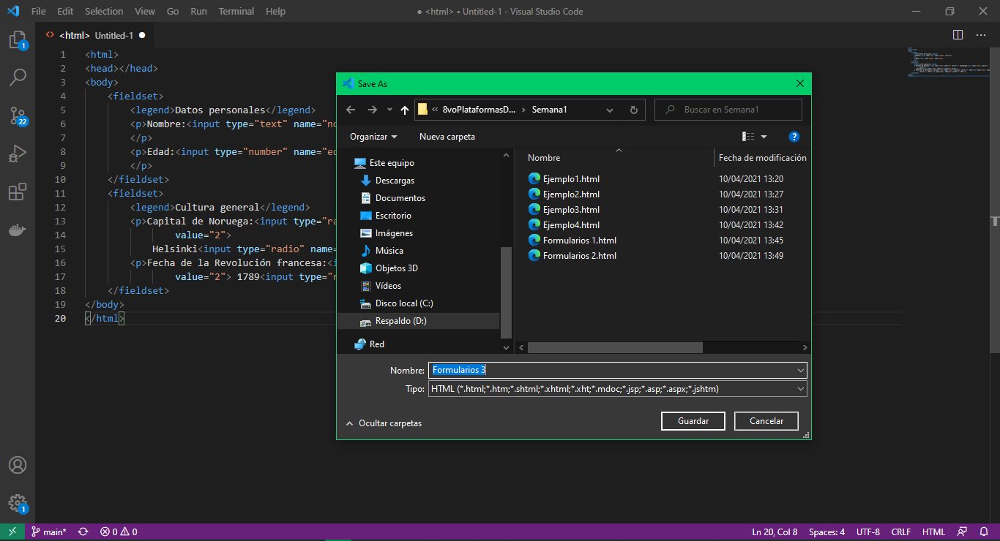 File Edit Selection View Go Run Terminal Help
● <html> • Untitled-1 - Visual Studio Code
1
22
1
<html> Untitled-1 ●
1 <html>
2 <head></head>
3 <body>
4 <fieldset>
5 <legend>Datos personales</legend>
6 <p>Nombre:<input type="text" name="no
7 </p>
8 <p>Edad:<input type="number" name="ed
9 </p>
10 </fieldset>
11 <fieldset>
12 <legend>Cultura general</legend>
13 <p>Capital de Noruega:<input type="ra
14 value="2">
15 Helsinki<input type="radio" name=
16 <p>Fecha de la Revolución francesa:<i
17 value="2"> 1789<input type="r
18 </fieldset>
19 </body>
20 </html>
Save As
« 8voPlataformasD... › Semana1
Buscar en Semana1
Organizar Nueva carpeta
?
Este equipo
Descargas
Documentos
Escritorio
Imágenes
Música
Objetos 3D
Vídeos
Disco local (C:)
Respaldo (D:)
Red
Nombre Fecha de modificación
Ejemplo1.html 10/04/2021 13:20
Ejemplo2.html 10/04/2021 13:27
Ejemplo3.html 10/04/2021 13:31
Ejemplo4.html 10/04/2021 13:42
Formularios 1.html 10/04/2021 13:45
Formularios 2.html 10/04/2021 13:49
Nombre: Formularios 3
Tipo: HTML (*.html;*.htm;*.shtml;*.xhtml;*.xht;*.mdoc;*.jsp;*.asp;*.aspx;*.jshtm)
Ocultar carpetas
Guardar Cancelar
main* 0 0
Ln 20, Col 8 Spaces: 4 UTF-8 CRLF HTML